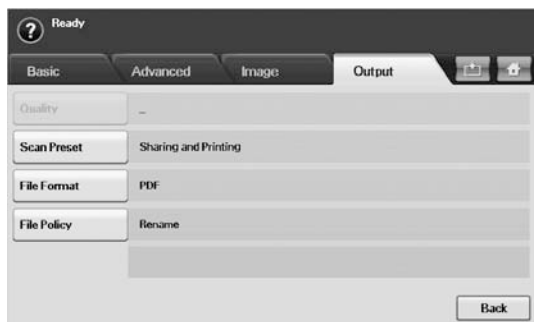 ? Ready
Basic Advanced Image Output
Quality –
Scan Preset Sharing and Printing
File Format PDF
File Policy Rename
Back